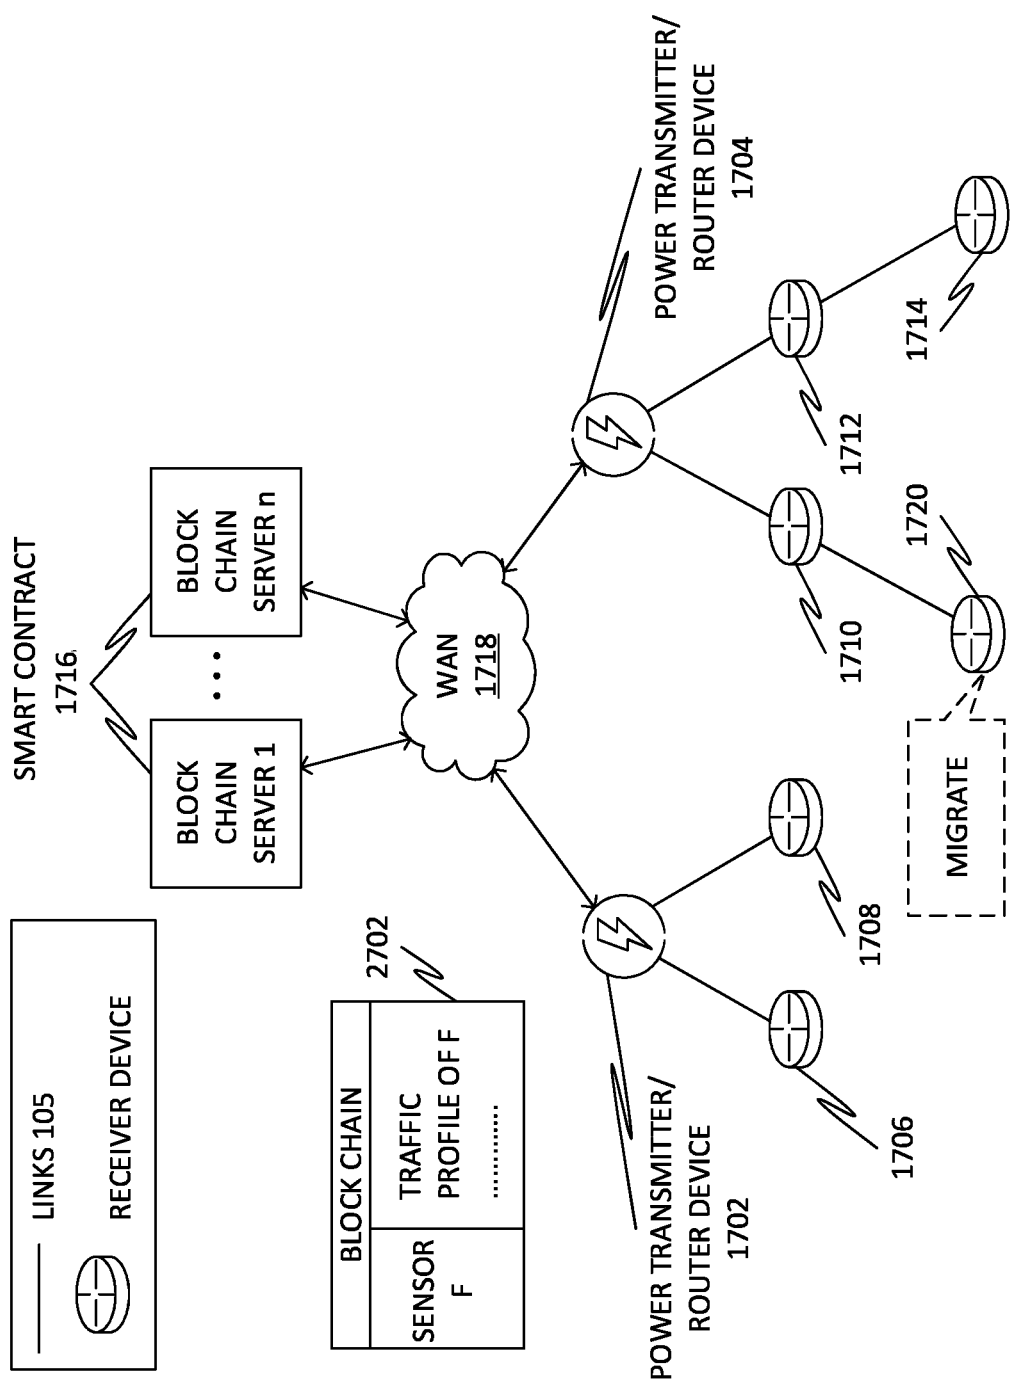 LINKS 105
RECEIVER DEVICE
SMART CONTRACT
1716
BLOCK
CHAIN
SERVER 1
...
BLOCK
CHAIN
SERVER n
BLOCK CHAIN
2702
SENSOR
F
TRAFFIC
PROFILE OF F
...........
WAN
1718
POWER TRANSMITTER/
ROUTER DEVICE
1702
POWER TRANSMITTER/
ROUTER DEVICE
1704
1706
1708
1710
1712
MIGRATE
1720
1714